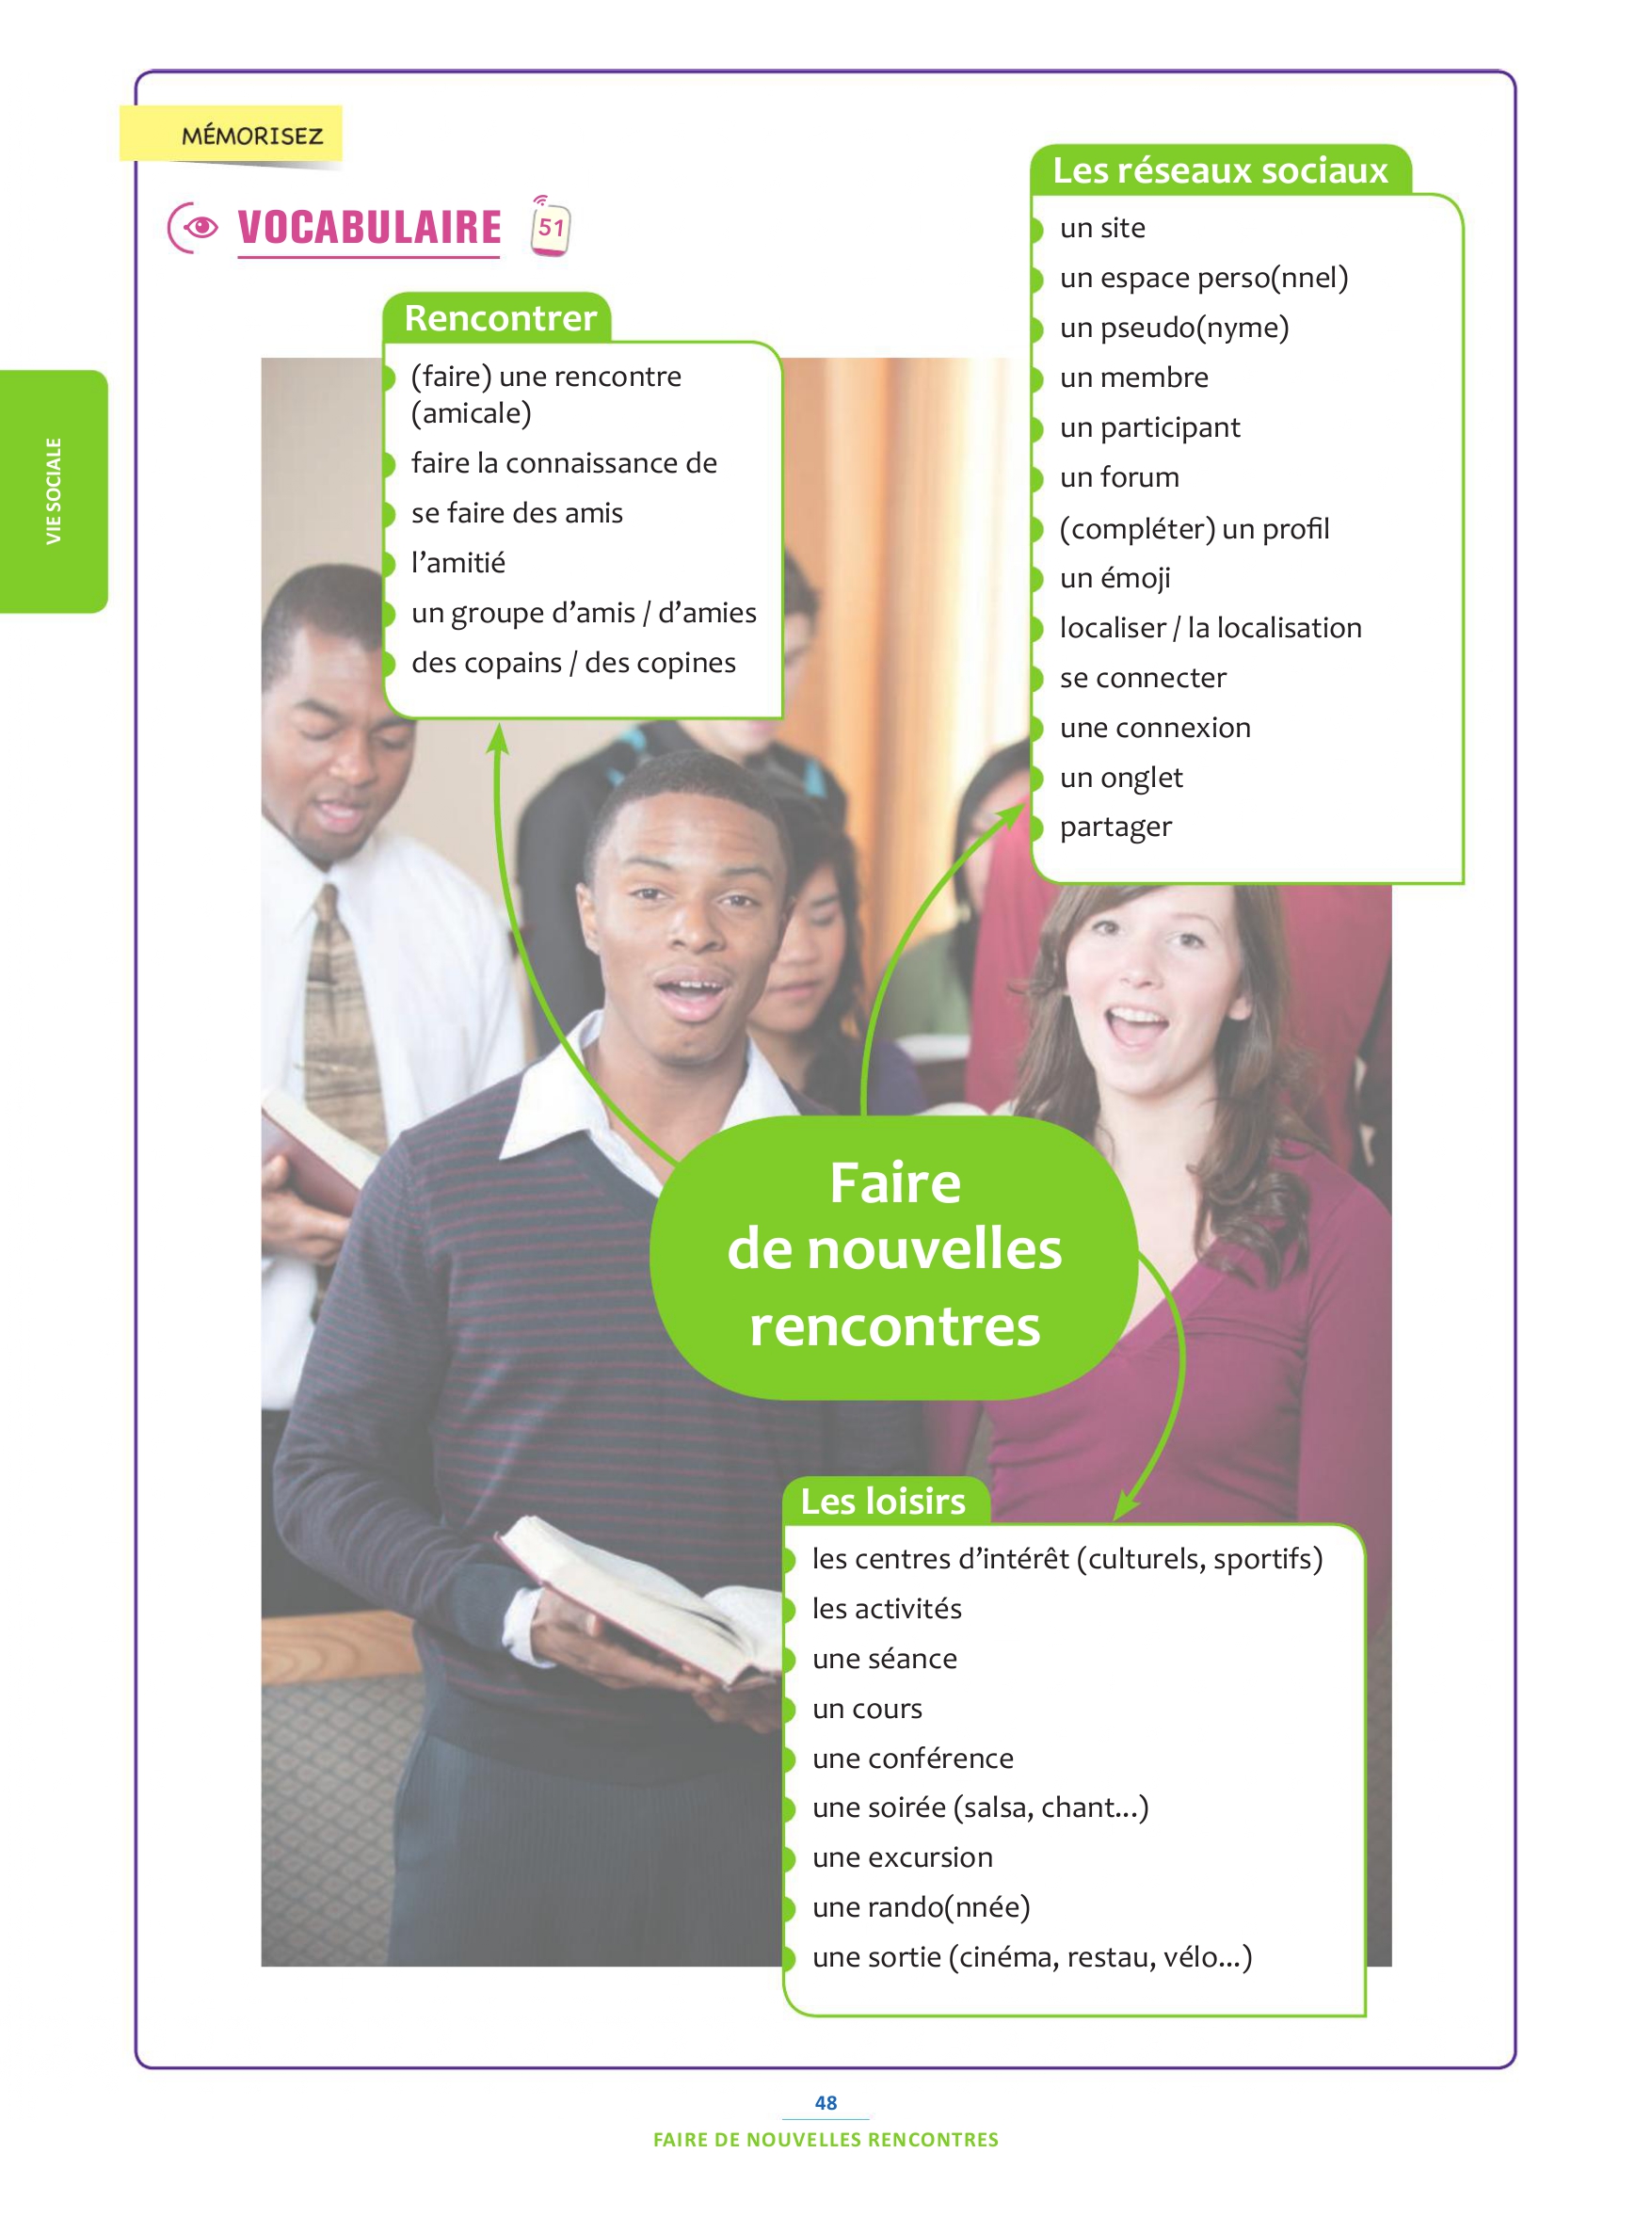 MÉMORISEZ
VOCABULAIRE
51
VIE SOCIALE
Rencontrer
(faire) une rencontre
(amicale)
faire la connaissance de
se faire des amis
l’amitié
un groupe d’amis / d’amies
des copains / des copines
Les réseaux sociaux
un site
un espace perso(nnel)
un pseudo(nyme)
un membre
un participant
un forum
(compléter) un profil
un émoji
localiser / la localisation
se connecter
une connexion
un onglet
partager
Faire
de nouvelles
rencontres
Les loisirs
les centres d’intérêt (culturels, sportifs)
les activités
une séance
un cours
une conférence
une soirée (salsa, chant...)
une excursion
une rando(nnée)
une sortie (cinéma, restau, vélo...)
48
FAIRE DE NOUVELLES RENCONTRES